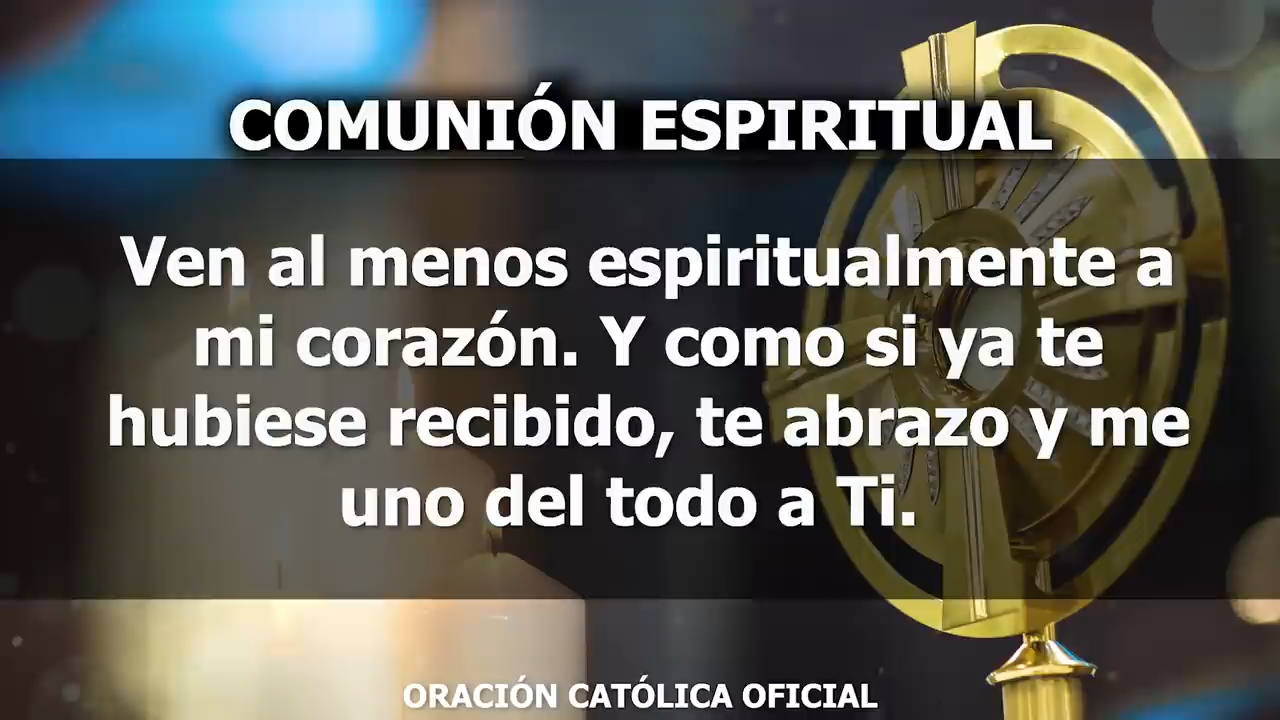 COMUNIÓN ESPIRITUAL
Ven al menos espiritualmente a
mi corazón. Y como si ya te
hubiese recibido, te abrazo y me
uno del todo a Ti.
ORACIÓN CATÓLICA OFICIAL